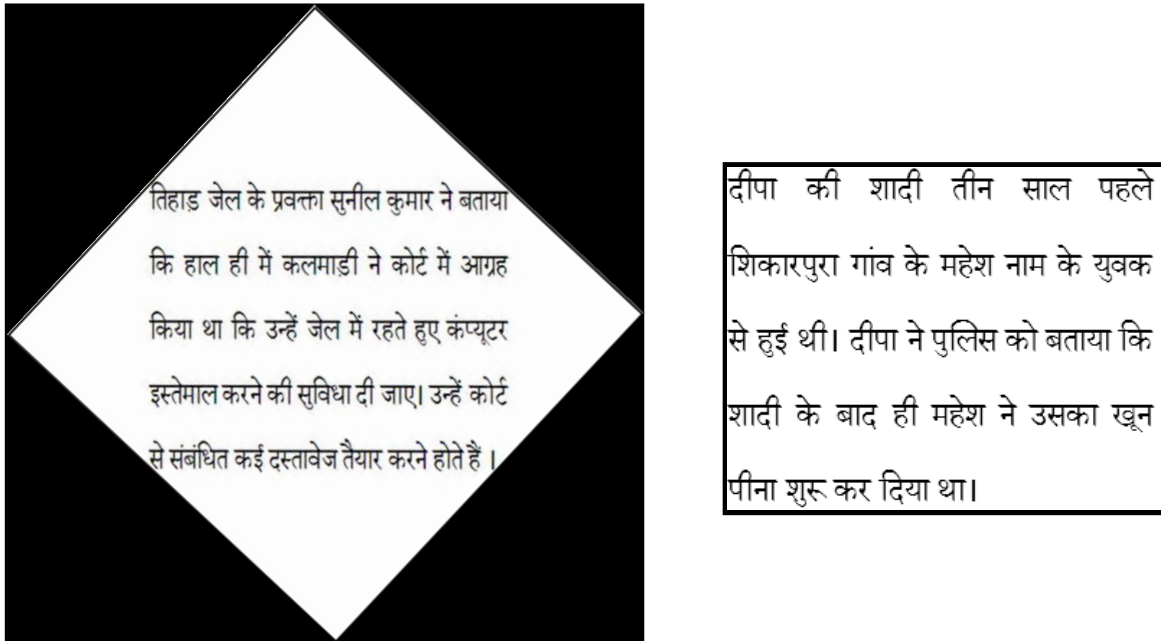 तिहाड़ जेल के प्रवक्ता सुनील कुमार ने बताया
कि हाल ही में कलमाड़ी ने कोर्ट में आग्रह
किया था कि उन्हें जेल में रहते हुए कंप्यूटर
इस्तेमाल करने की सुविधा दी जाए। उन्हें कोर्ट
से संबंधित कई दस्तावेज तैयार करने होते हैं ।
दीपा की शादी तीन साल पहले
शिकारपुरा गांव के महेश नाम के युवक
से हुई थी। दीपा ने पुलिस को बताया कि
शादी के बाद ही महेश ने उसका खून
पीना शुरू कर दिया था।